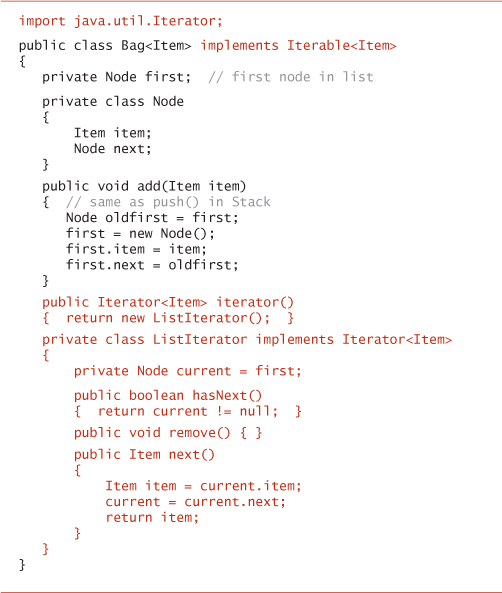 import java.util.Iterator;
public class Bag<Item> implements Iterable<Item>
{
   private Node first;  // first node in list
   private class Node
   {
       Item item;
       Node next;
   }
   public void add(Item item)
   {  // same as push() in Stack
      Node oldfirst = first;
      first = new Node();
      first.item = item;
      first.next = oldfirst;
   }
   public Iterator<Item> iterator()
   {  return new ListIterator();  }
   private class ListIterator implements Iterator<Item>
   {
       private Node current = first;
       public boolean hasNext()
       {  return current != null;  }
       public void remove() { }
       public Item next()
       {
           Item item = current.item;
           current = current.next;
           return item;
       }
   }
}